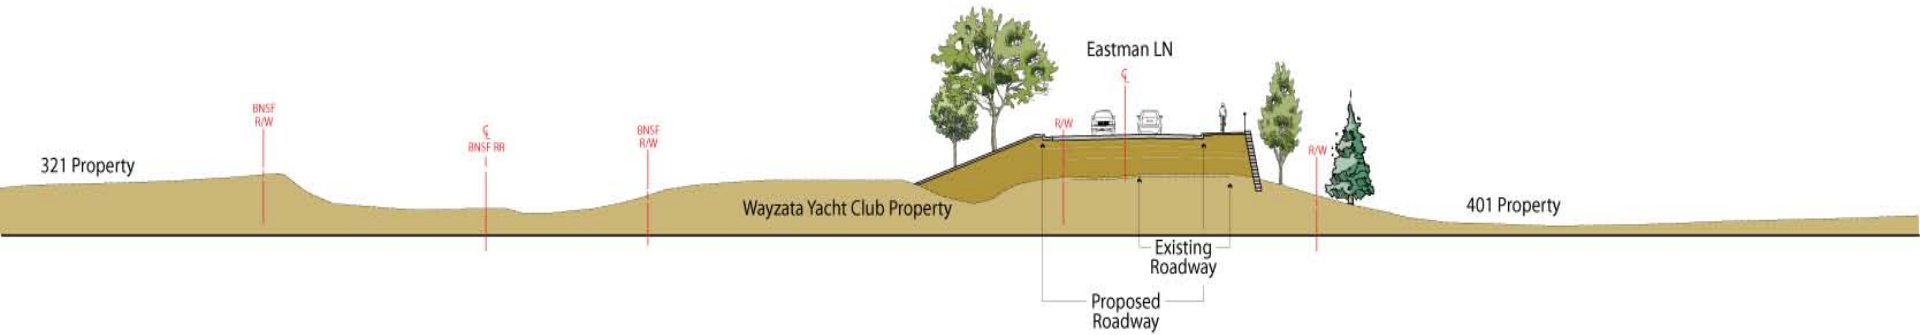 Eastman LN
℄
BNSF
R/W
℄
BNSF RR
BNSF
R/W
R/W
R/W
321 Property
Wayzata Yacht Club Property
401 Property
Existing
Roadway
Proposed
Roadway